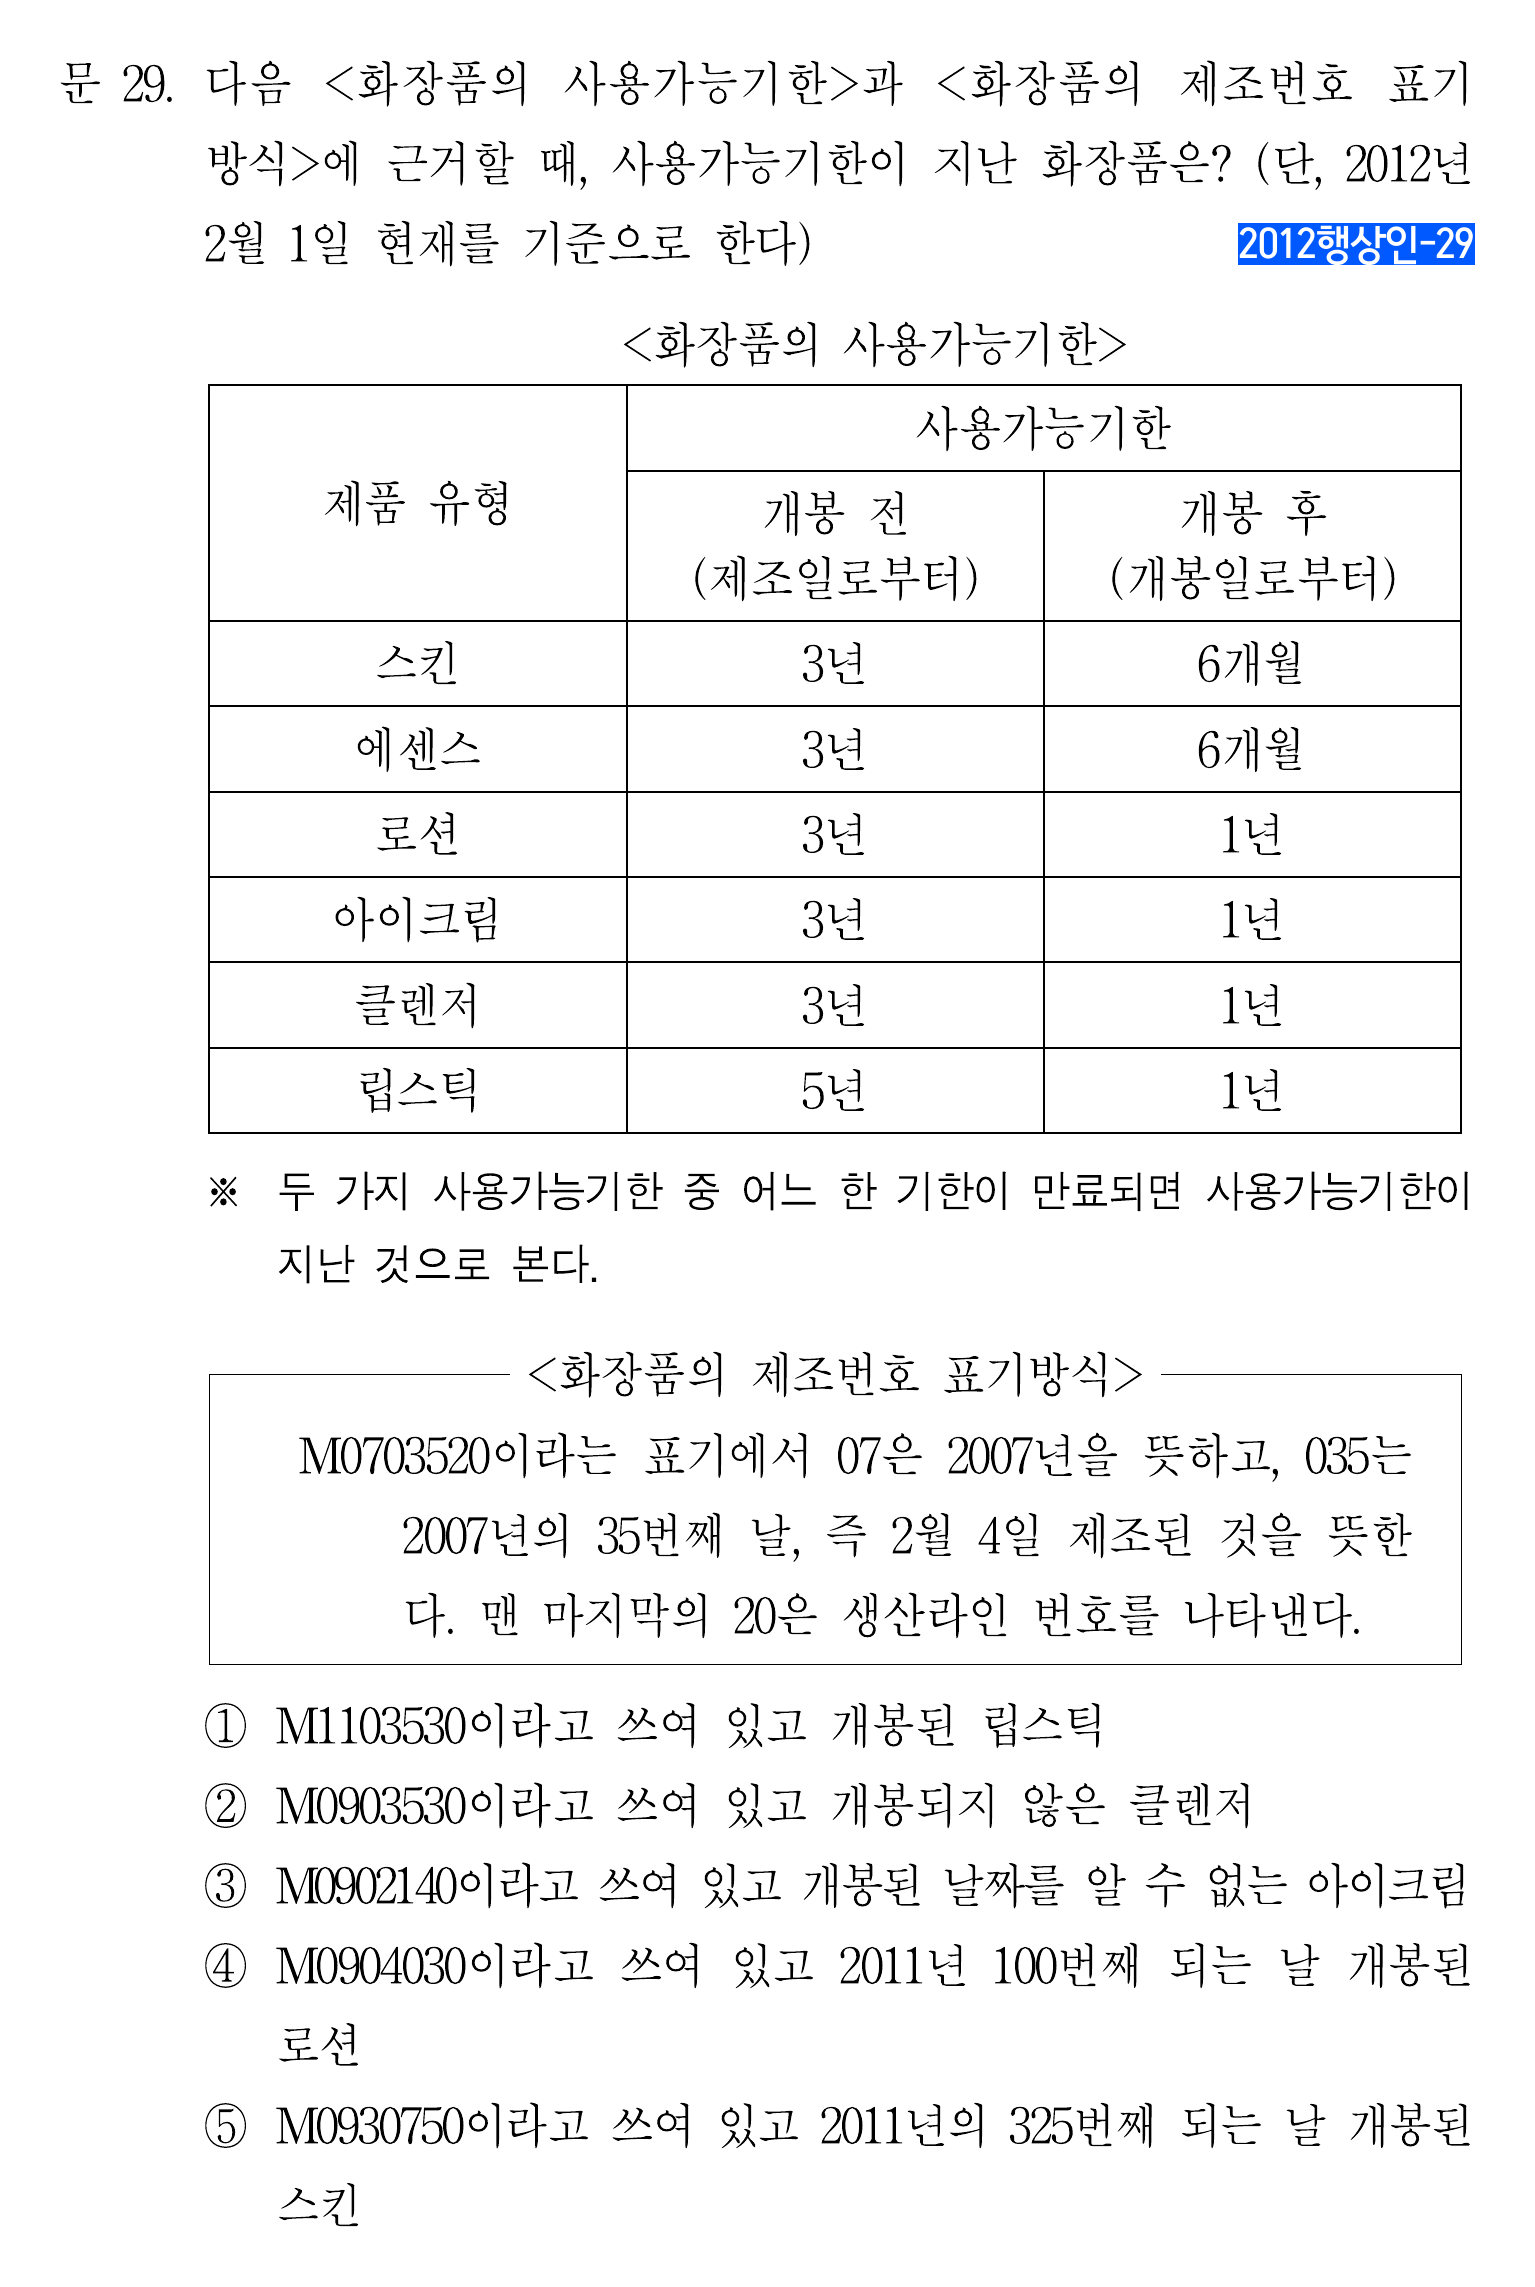 문 29. 다음 <화장품의 사용가능기한>과 <화장품의 제조번호 표기
방식>에 근거할 때, 사용가능기한이 지난 화장품은? (단, 2012년
2월 1일 현재를 기준으로 한다)
2012행상인-29
<화장품의 사용가능기한>
제품 유형
사용가능기한
개봉 전
(제조일로부터)
개봉 후
(개봉일로부터)
스킨 3년 6개월
에센스 3년 6개월
로션 3년 1년
아이크림 3년 1년
클렌저 3년 1년
립스틱 5년 1년
※ 두 가지 사용가능기한 중 어느 한 기한이 만료되면 사용가능기한이
지난 것으로 본다.
<화장품의 제조번호 표기방식>
M0703520이라는 표기에서 07은 2007년을 뜻하고, 035는
2007년의 35번째 날, 즉 2월 4일 제조된 것을 뜻한
다. 맨 마지막의 20은 생산라인 번호를 나타낸다.
① M1103530이라고 쓰여 있고 개봉된 립스틱
② M0903530이라고 쓰여 있고 개봉되지 않은 클렌저
③ M0902140이라고 쓰여 있고 개봉된 날짜를 알 수 없는 아이크림
④ M0904030이라고 쓰여 있고 2011년 100번째 되는 날 개봉된
로션
⑤ M0930750이라고 쓰여 있고 2011년의 325번째 되는 날 개봉된
스킨